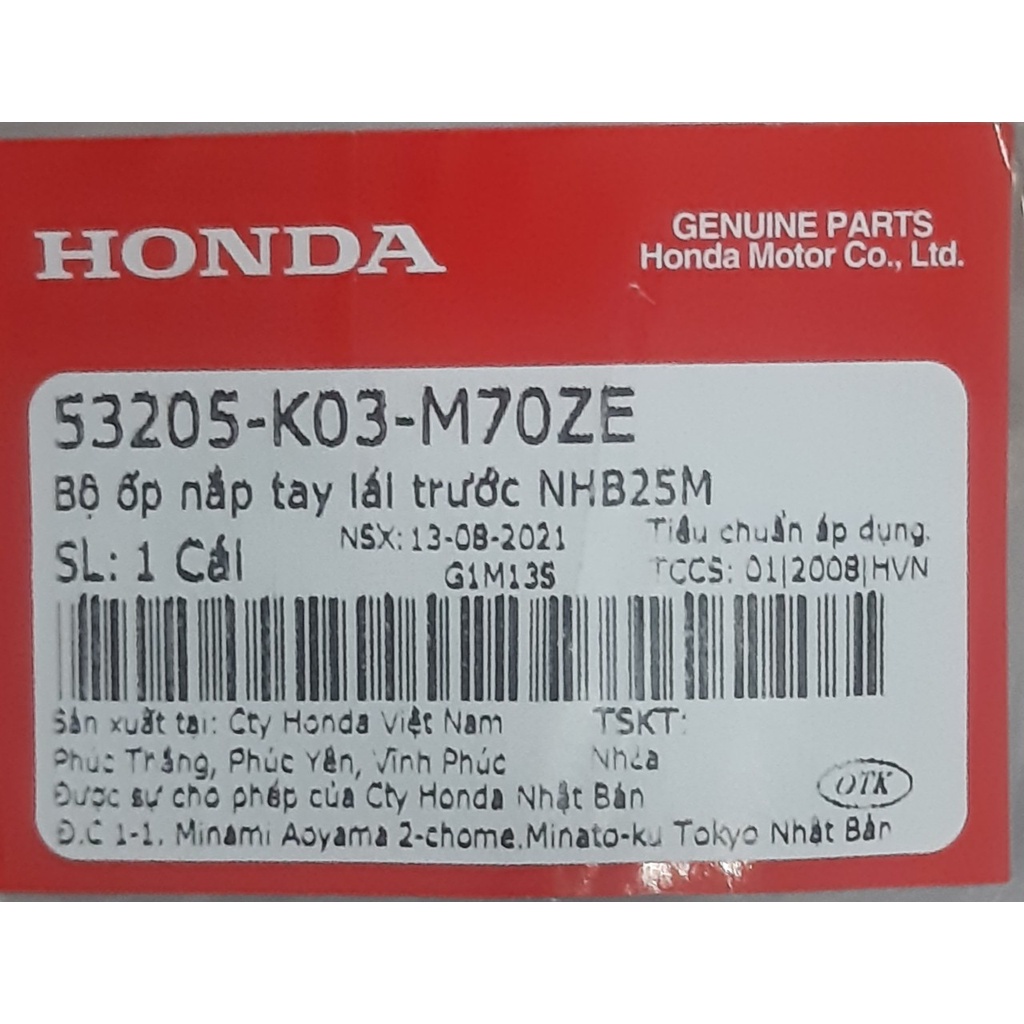 HONDA
GENUINE PARTS
Honda Motor Co., Ltd.
53205-K03-M70ZE
Bộ ốp nắp tay lái trước NHB25M
SL: 1 Cái
NSX: 13-08-2021
G1M13S
Tiêu chuẩn áp dụng.
TCCS: 01|2008|HVN
Sản xuất tại: Cty Honda Việt Nam
Phúc Thắng, Phúc Yên, Vĩnh Phúc
TSKT:
Nhựa
Được sự cho phép của Cty Honda Nhật Bản
Đ.C 1-1. Minami Aoyama 2-chome.Minato-ku Tokyo Nhật Bản
OTK